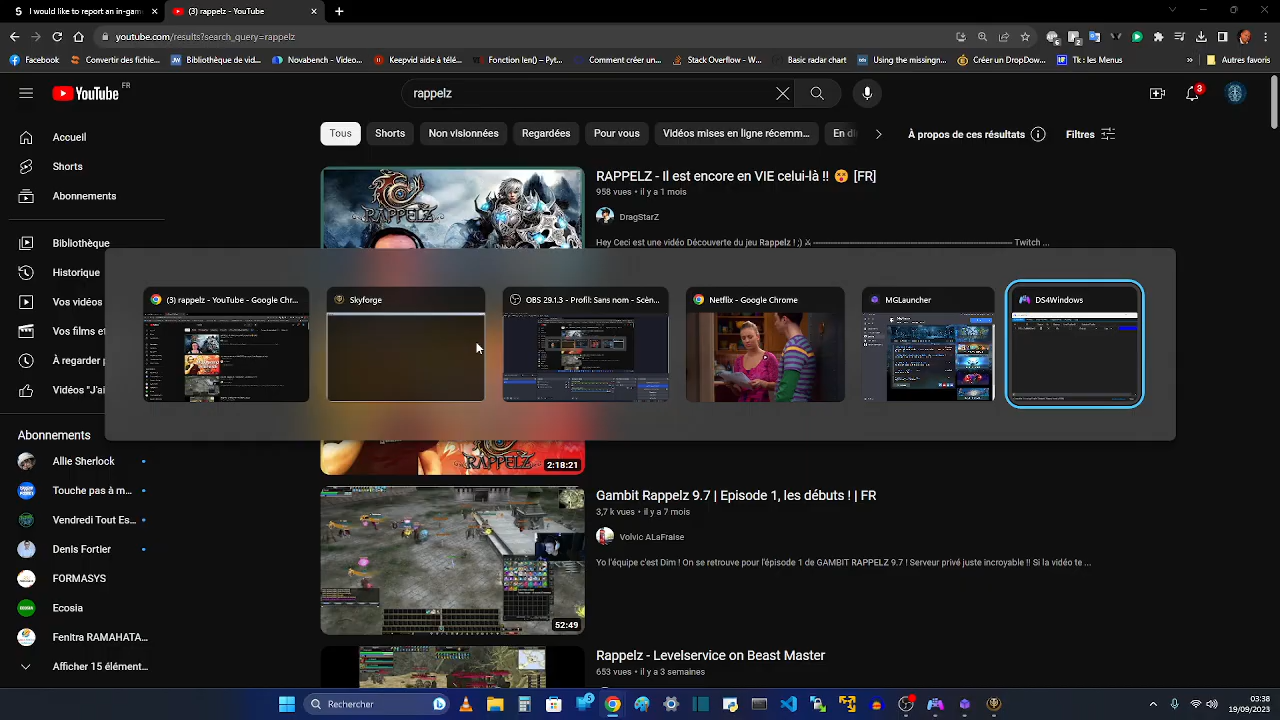 I would like to report an in-gam
(3) rappelz - YouTube
youtube.com/results?search_query=rappelz
Facebook
Convertir des fichie...
Bibliothèque de vid...
Novabench - Video...
Keepvid aide à télé...
Fonction len() - Pyt...
Comment créer un...
Stack Overflow - W...
Basic radar chart
Using the missingn...
Créer un DropDow...
Tk : les Menus
»
Autres favoris
YouTube FR
rappelz
3
Tous
Shorts
Non visionnées
Regardées
Pour vous
Vidéos mises en ligne récemm...
En di
À propos de ces résultats
Filtres
Accueil
Shorts
Abonnements
Bibliothèque
Historique
Vos vidéos
Vos films et
À regarder p
Vidéos "J'ai
Abonnements
Allie Sherlock
Touche pas à m...
Vendredi Tout Es...
Denis Fortier
FORMASYS
Eersia
Fenitra RAMAHATA...
Afficher 15 élément...
RAPPELZ
RAPPELZ - Il est encore en VIE celui-là !! 😲 [FR]
958 vues • il y a 1 mois
DragStarZ
Hey Ceci est une vidéo Découverte du jeu Rappelz ! ;) ⚔ ------------------------------------------------ Twitch ...
(3) rappelz - YouTube - Google Chr...
Skyforge
OBS 29.1.3 - Profil: Sans nom - Scèn...
Netflix - Google Chrome
MGLauncher
DS4Windows
RAPPELZ
2:18:21
Gambit Rappelz 9.7 | Episode 1, les débuts ! | FR
3,7 k vues • il y a 7 mois
Volvic ALaFraise
Yo l'équipe c'est Dim ! On se retrouve pour l'épisode 1 de GAMBIT RAPPELZ 9.7 ! Serveur privé juste incroyable !! Si la vidéo te ...
52:49
Rappelz - Levelservice on Beast Master
653 vues • il y a 3 semaines
Rechercher
5
03:38
19/09/2023